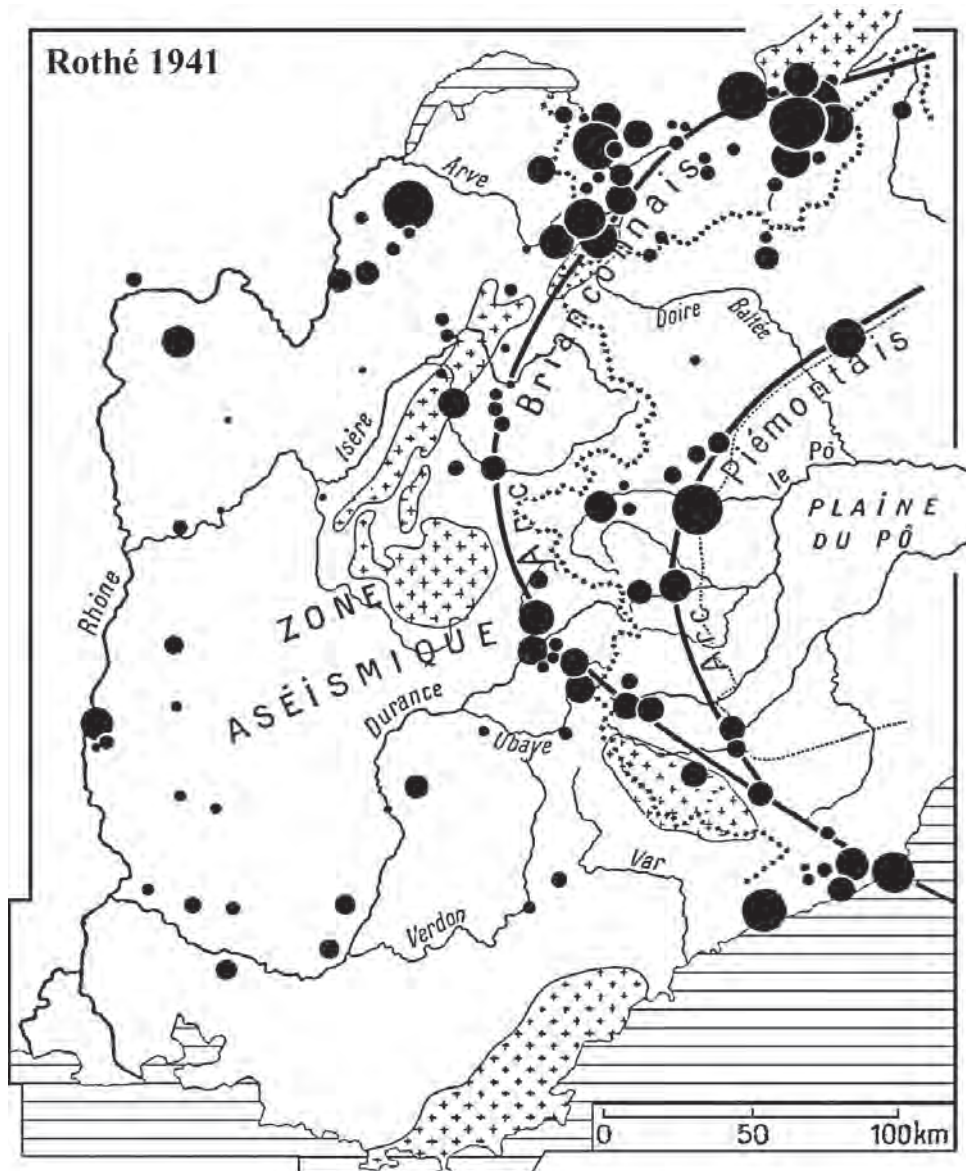 Rothé 1941
Arve
Arc Briançonnais
Doire Baltée
Isère
Arc Piémontais
le Pô
PLAINE
DU PÔ
Rhône
ZONE
ASÉISMIQUE
Durance
Ubaye
Var
Verdon
0 50 100km